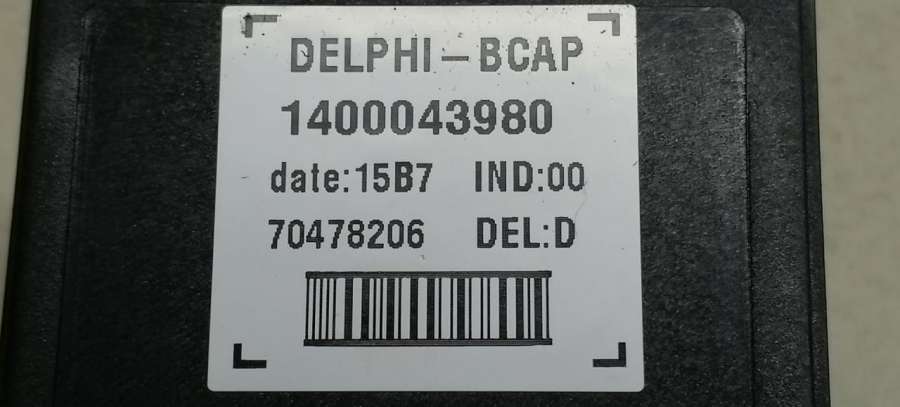 DELPHI-BCAP
1400043980
date:15B7 IND:00
70478206 DEL:D